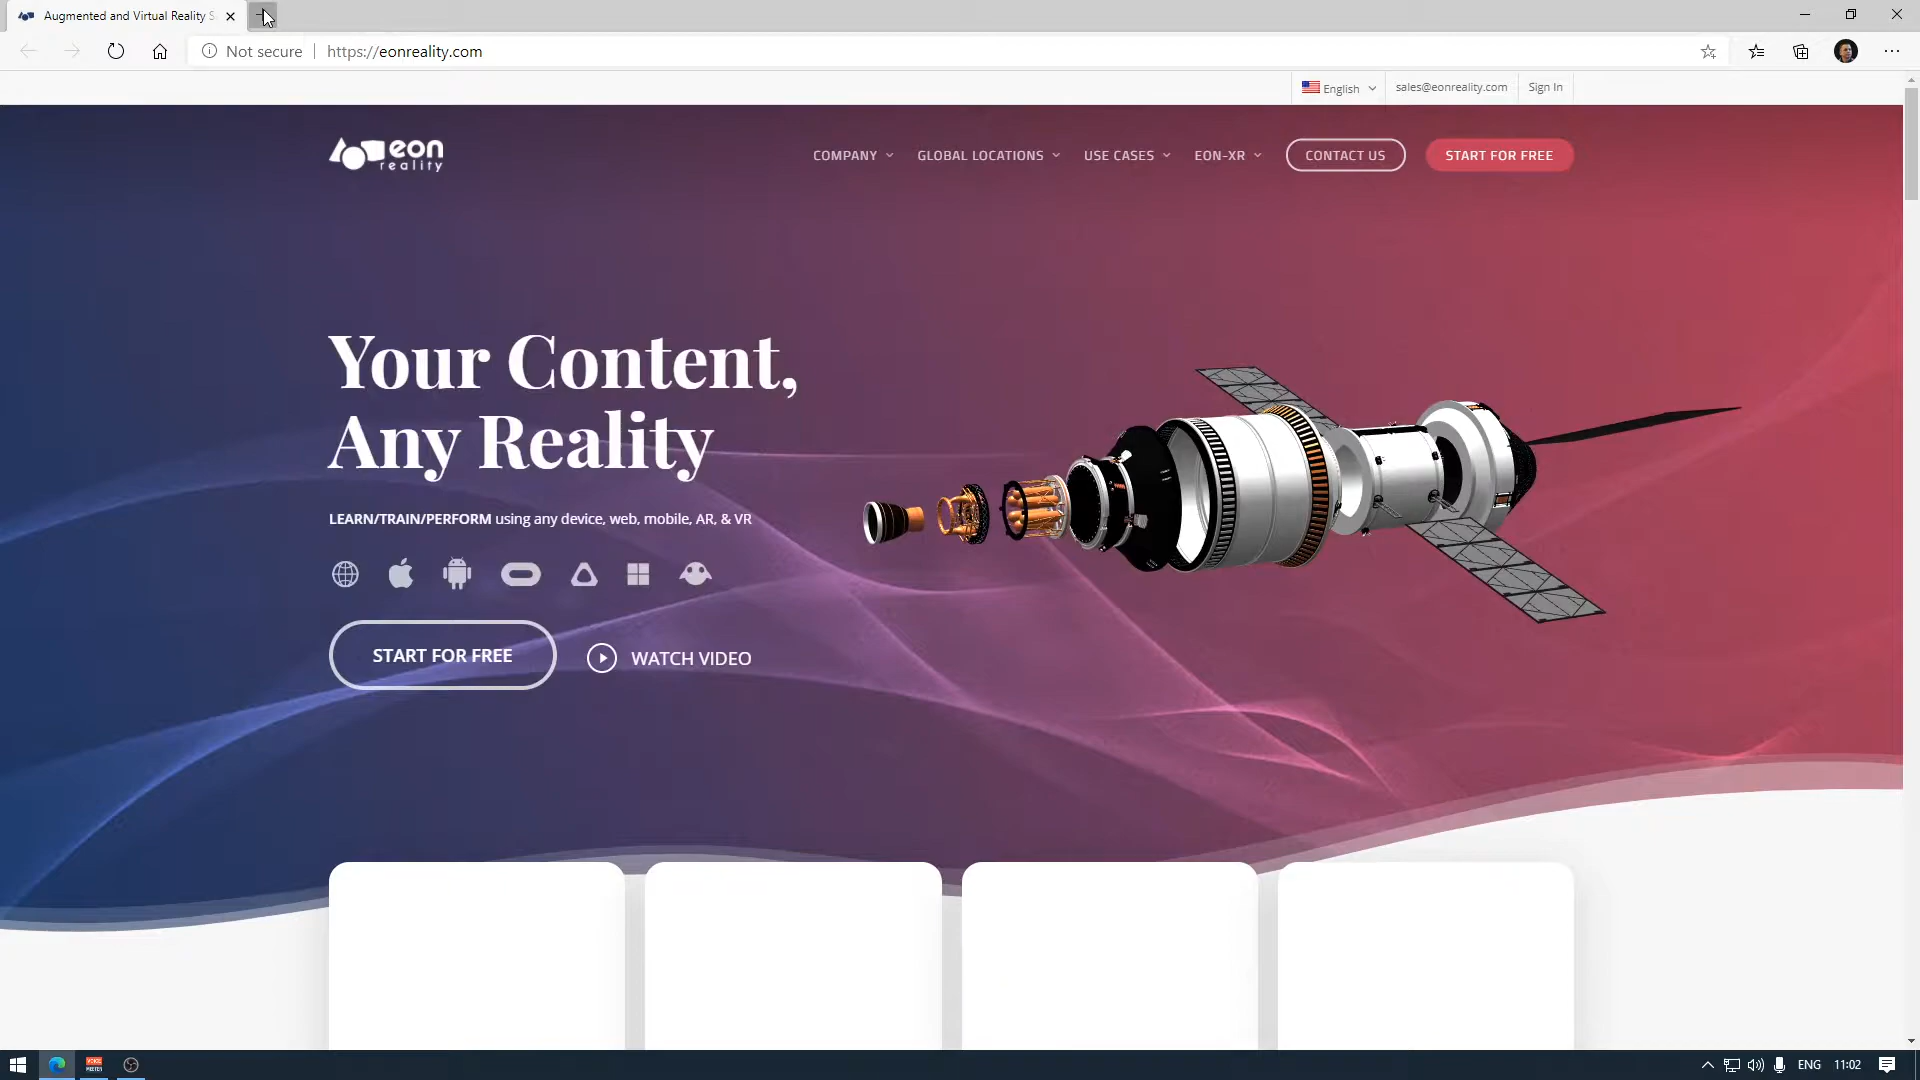 Augmented and Virtual Reality S
Not secure
https://eonreality.com
English
sales@eonreality.com
Sign In
eon
reality
COMPANY
GLOBAL LOCATIONS
USE CASES
EON-XR
CONTACT US
START FOR FREE
Your Content,
Any Reality
LEARN/TRAIN/PERFORM using any device, web, mobile, AR, & VR
START FOR FREE
WATCH VIDEO
VOICE
MEETER
ENG
11:02